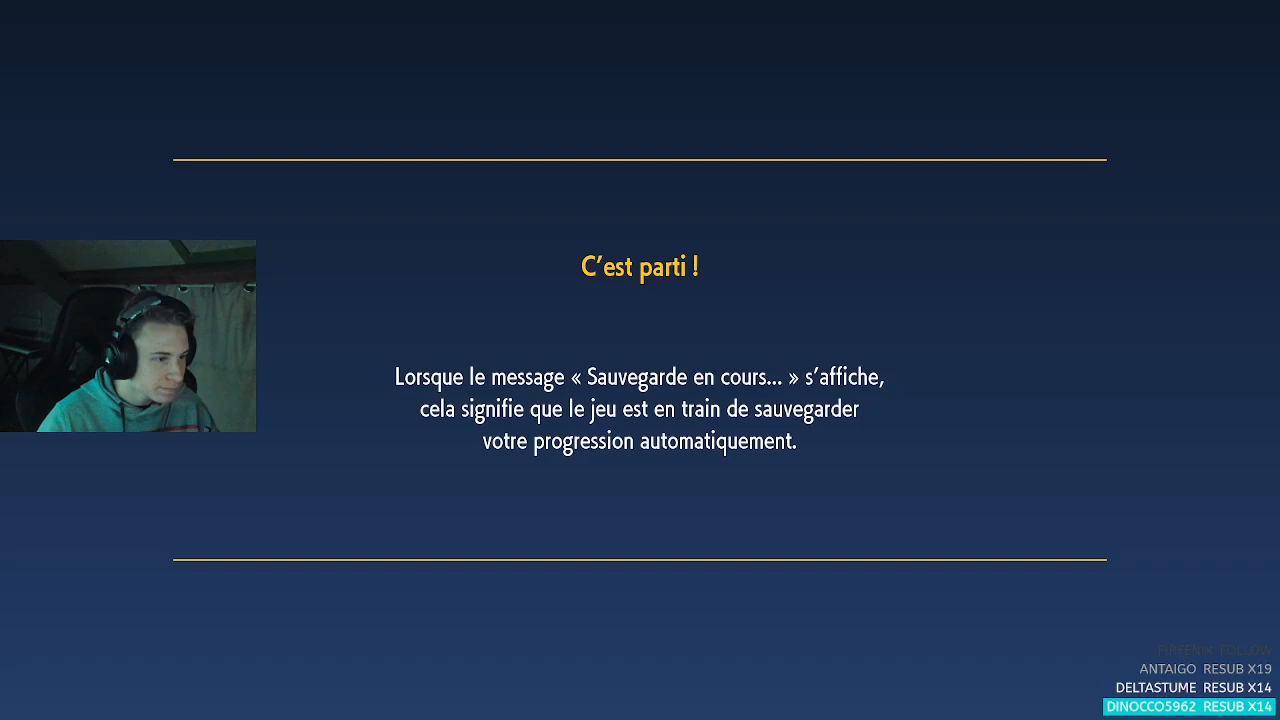 C’est parti !
Lorsque le message « Sauvegarde en cours... » s’affiche,
cela signifie que le jeu est en train de sauvegarder
votre progression automatiquement.
FOLLOW
ANTAIGO RESUB X19
DELTASTUME RESUB X14
DINOCCO5962 RESUB X14